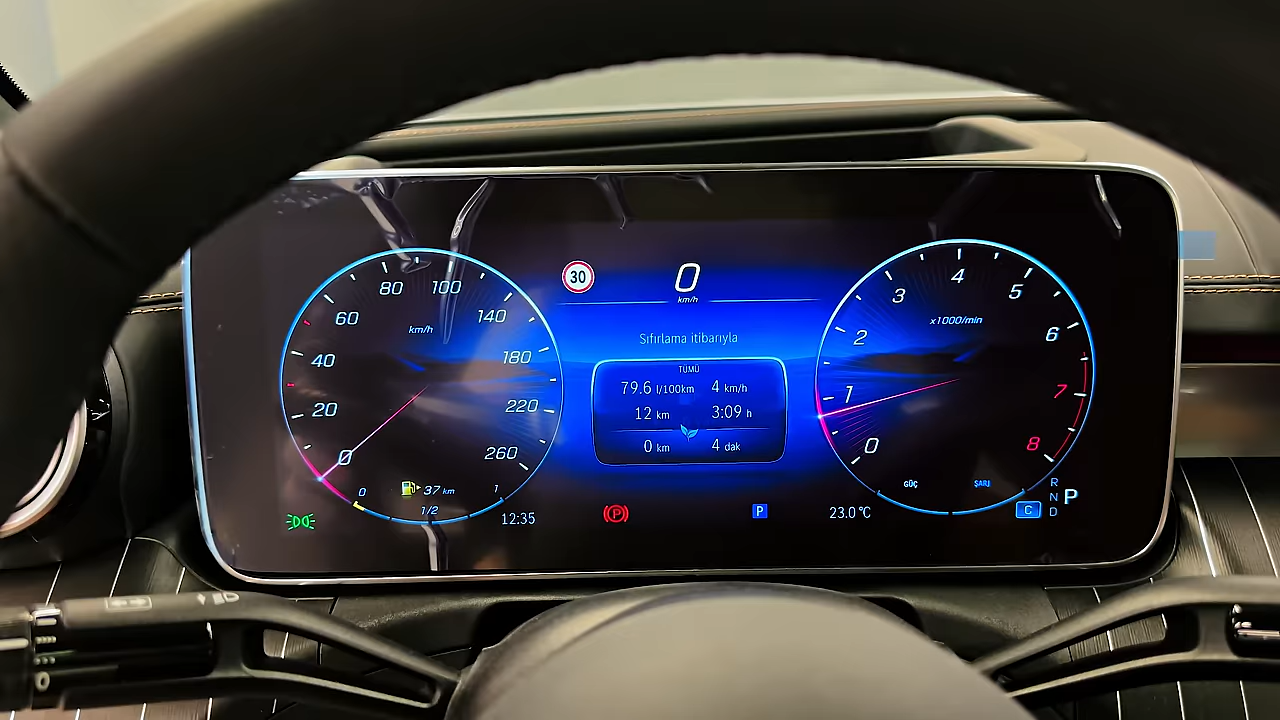 30
0
km/h
Sıfırlama itibarıyla
TÜMÜ
79.6 l/100km 4 km/h
12 km 3:09 h
0 km 4 dak
80 100
60 140
km/h
40 180
20 220
0 260
0 37 km 1
1/2
12:35
4
3 5
x1000/min
2 6
1 7
0 8
GÜÇ ŞARJ
R
N P
D
C
P
P
23.0 °C
0